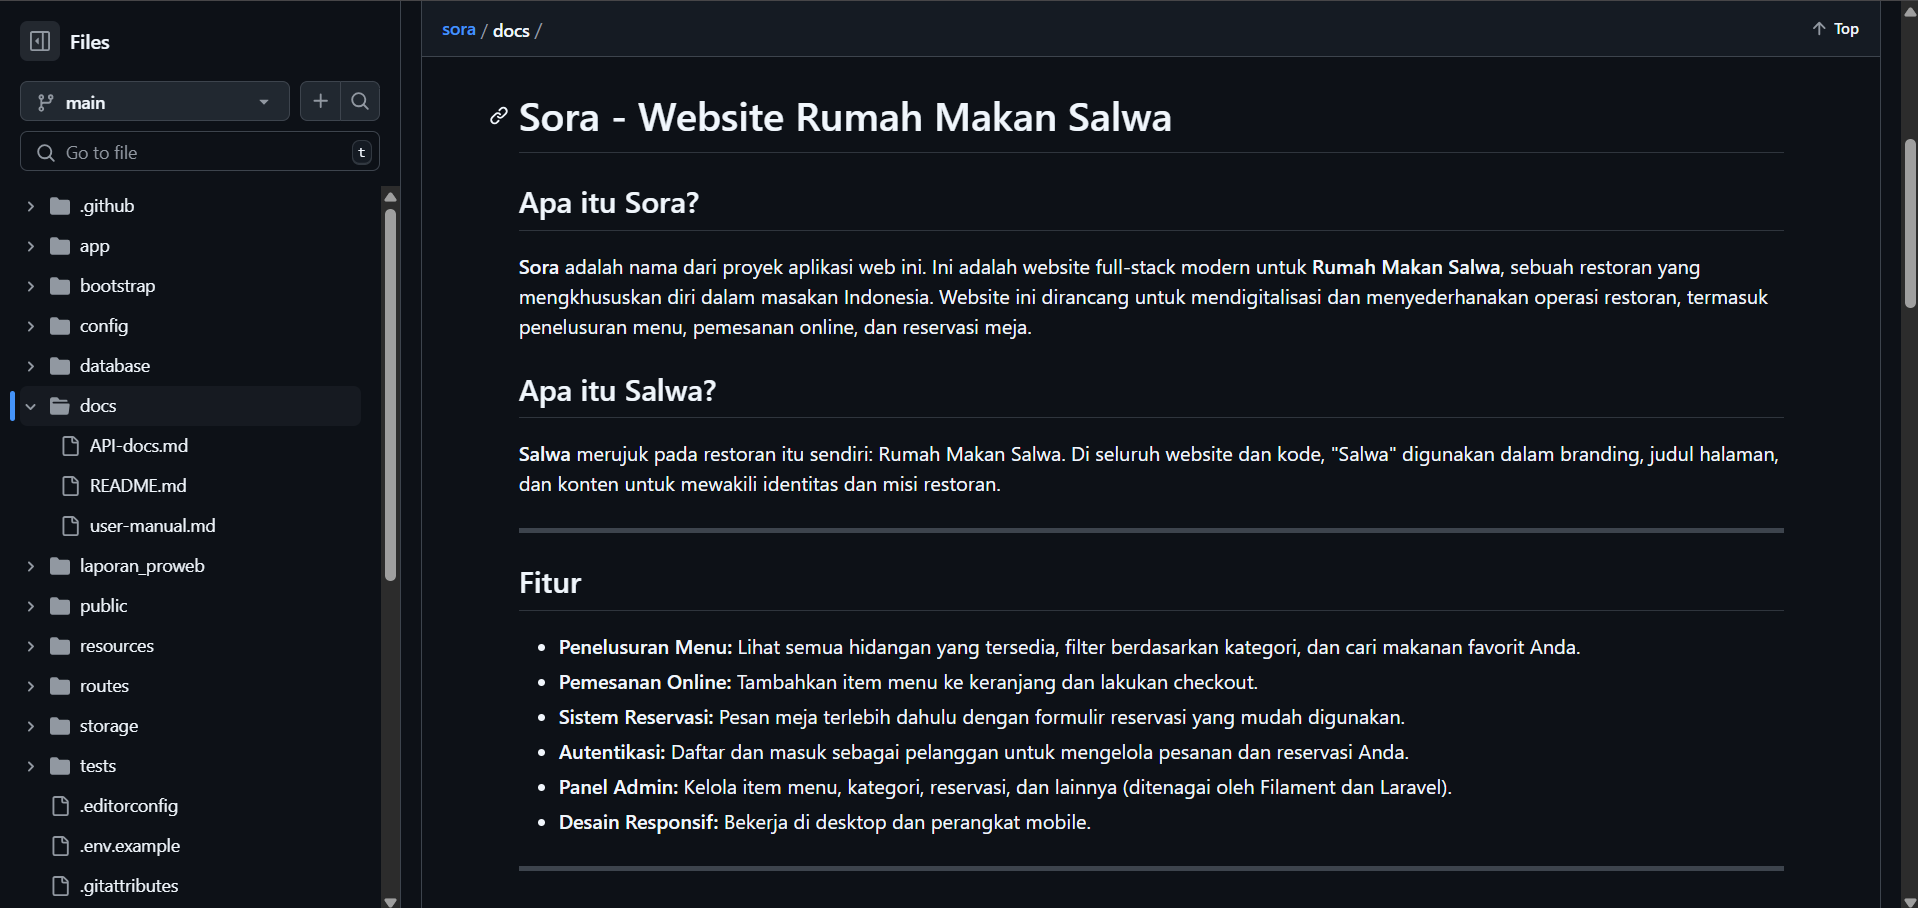 Files
main
Go to file
t
.github
app
bootstrap
config
database
docs
API-docs.md
README.md
user-manual.md
laporan_proweb
public
resources
routes
storage
tests
.editorconfig
.env.example
.gitattributes
sora / docs /
Top
Sora - Website Rumah Makan Salwa
Apa itu Sora?
Sora adalah nama dari proyek aplikasi web ini. Ini adalah website full-stack modern untuk Rumah Makan Salwa, sebuah restoran yang
mengkhususkan diri dalam masakan Indonesia. Website ini dirancang untuk mendigitalisasi dan menyederhanakan operasi restoran, termasuk
penelusuran menu, pemesanan online, dan reservasi meja.
Apa itu Salwa?
Salwa merujuk pada restoran itu sendiri: Rumah Makan Salwa. Di seluruh website dan kode, "Salwa" digunakan dalam branding, judul halaman,
dan konten untuk mewakili identitas dan misi restoran.
Fitur
• Penelusuran Menu: Lihat semua hidangan yang tersedia, filter berdasarkan kategori, dan cari makanan favorit Anda.
• Pemesanan Online: Tambahkan item menu ke keranjang dan lakukan checkout.
• Sistem Reservasi: Pesan meja terlebih dahulu dengan formulir reservasi yang mudah digunakan.
• Autentikasi: Daftar dan masuk sebagai pelanggan untuk mengelola pesanan dan reservasi Anda.
• Panel Admin: Kelola item menu, kategori, reservasi, dan lainnya (ditenagai oleh Filament dan Laravel).
• Desain Responsif: Bekerja di desktop dan perangkat mobile.